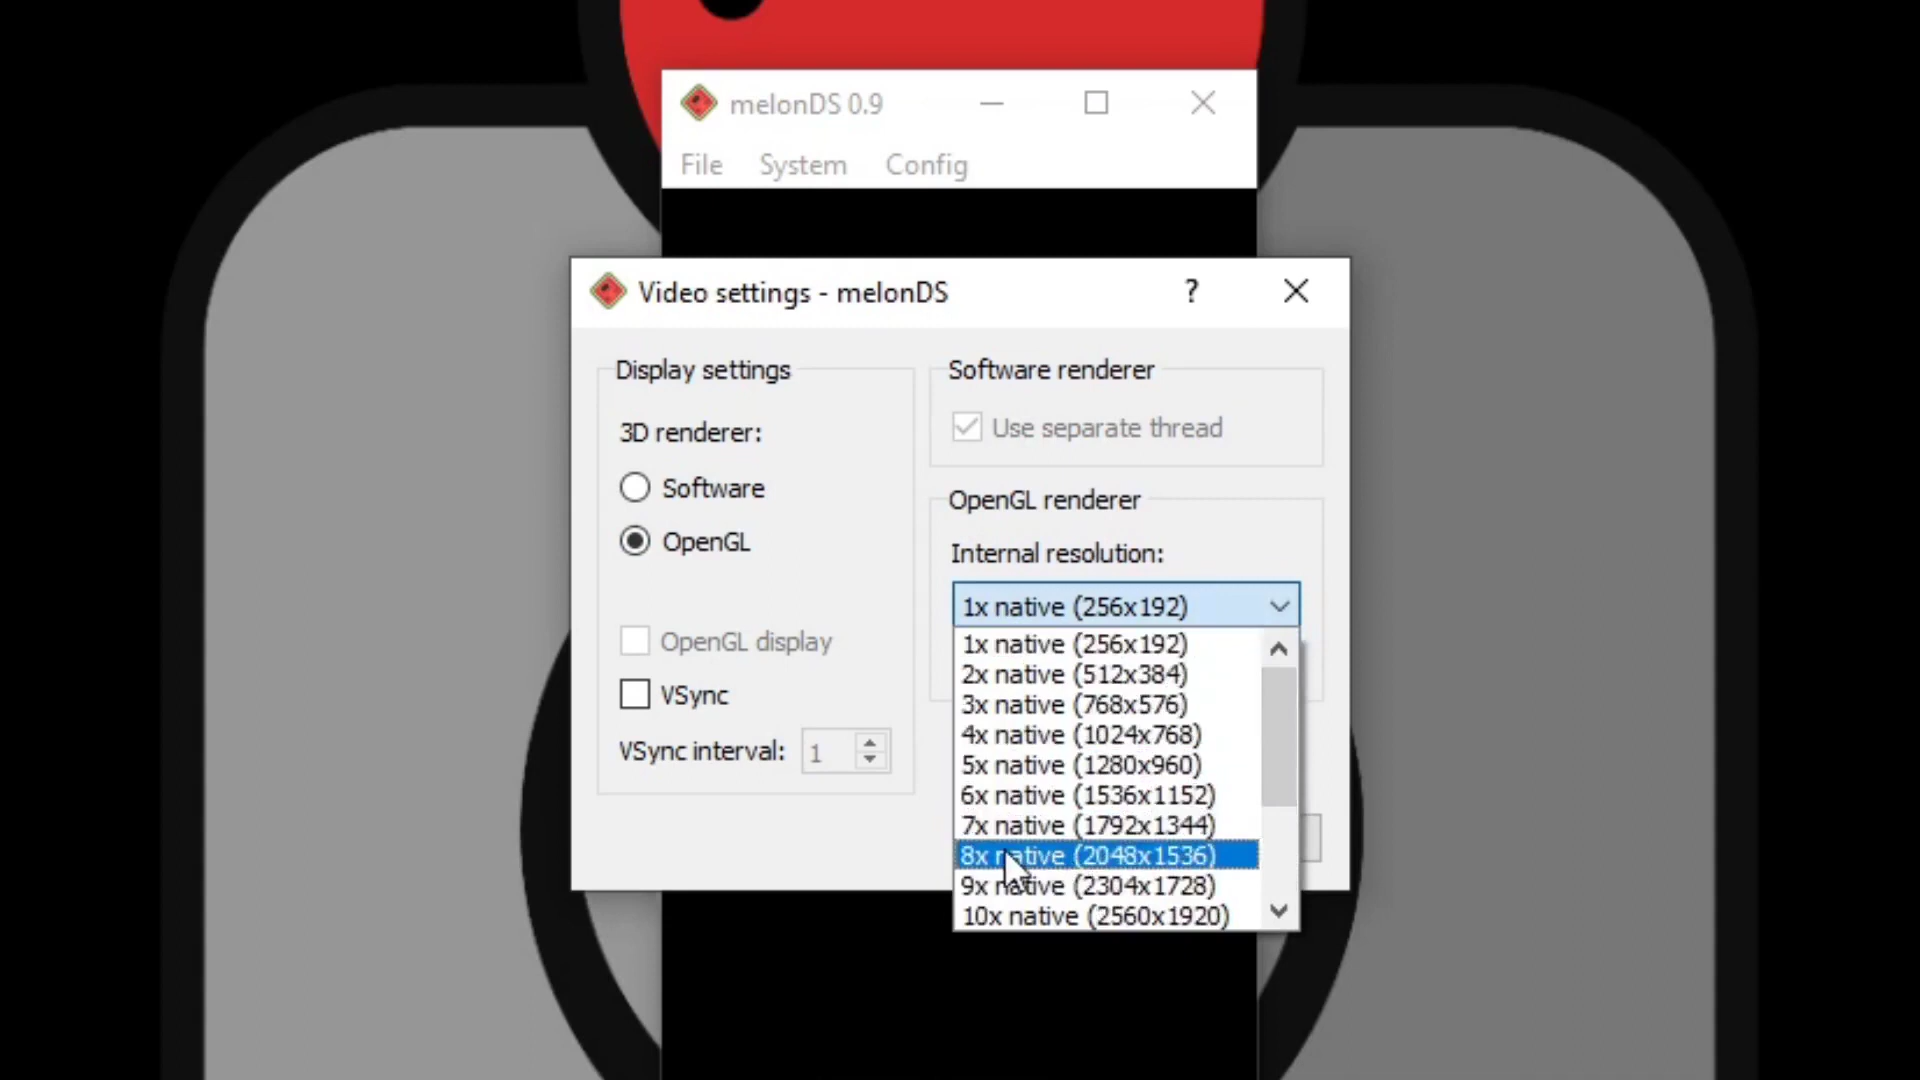 melonDS 0.9
File System Config
Video settings - melonDS ?
Display settings
3D renderer:
Software
OpenGL
OpenGL display
VSync
VSync interval: 1
Software renderer
Use separate thread
OpenGL renderer
Internal resolution:
1x native (256x192)
1x native (256x192)
2x native (512x384)
3x native (768x576)
4x native (1024x768)
5x native (1280x960)
6x native (1536x1152)
7x native (1792x1344)
8x native (2048x1536)
9x native (2304x1728)
10x native (2560x1920)